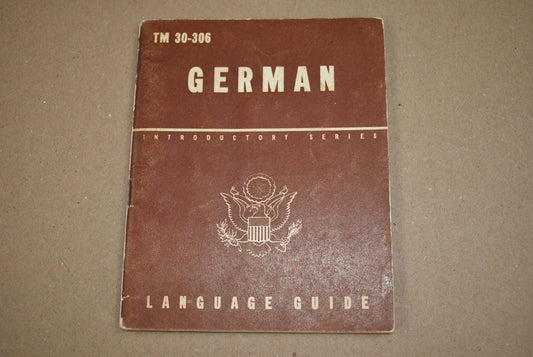 TM 30-306
GERMAN
INTRODUCTORY SERIES
LANGUAGE GUIDE